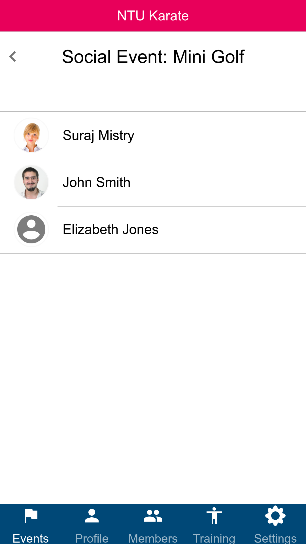 NTU Karate
Social Event: Mini Golf
Suraj Mistry
John Smith
Elizabeth Jones
Events Profile Members Training Settings